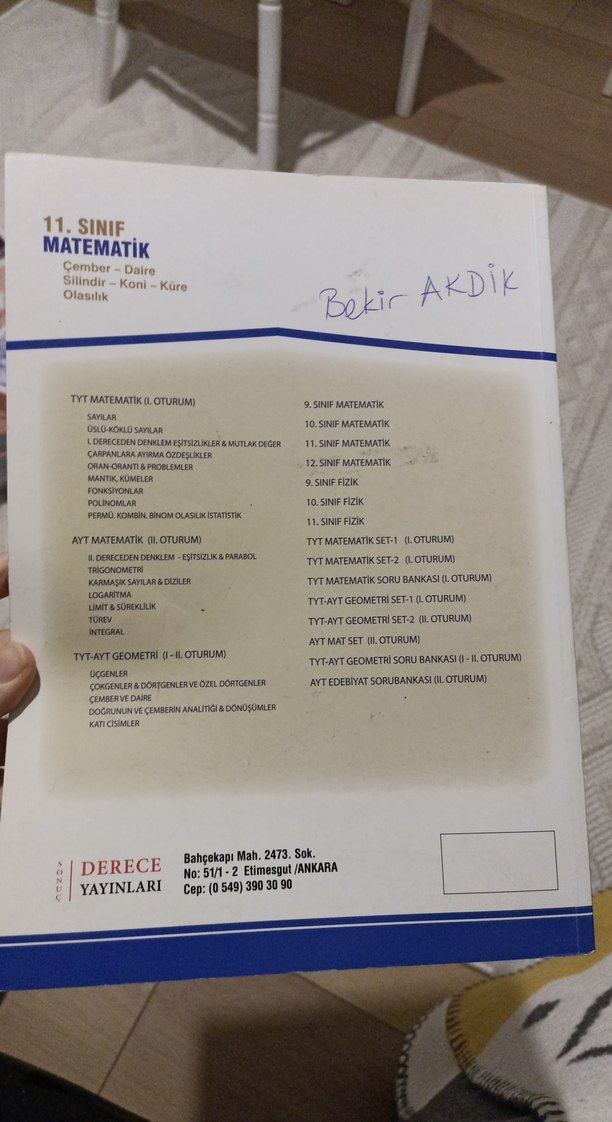 11. SINIF
MATEMATİK
Çember – Daire
Silindir – Koni – Küre
Olasılık
Bekir AKDİK
TYT MATEMATİK (I. OTURUM)
SAYILAR
ÜSLÜ-KÖKLÜ SAYILAR
I. DERECEDEN DENKLEM EŞİTSİZLİKLER & MUTLAK DEĞER
ÇARPANLARA AYIRMA ÖZDEŞLİKLER
ORAN-ORANTI & PROBLEMLER
MANTIK, KÜMELER
FONKSİYONLAR
POLİNOMLAR
PERMÜ. KOMBİN. BİNOM OLASILIK İSTATİSTİK
AYT MATEMATİK (II. OTURUM)
II. DERECEDEN DENKLEM - EŞİTSİZLİK & PARABOL
TRİGONOMETRİ
KARMAŞIK SAYILAR & DİZİLER
LOGARİTMA
LİMİT & SÜREKLİLİK
TÜREV
İNTEGRAL
TYT-AYT GEOMETRİ (I - II. OTURUM)
ÜÇGENLER
ÇOKGENLER & DÖRTGENLER VE ÖZEL DÖRTGENLER
ÇEMBER VE DAİRE
DOĞRUNUN VE ÇEMBERİN ANALİTİĞİ & DÖNÜŞÜMLER
KATI CİSİMLER
9. SINIF MATEMATİK
10. SINIF MATEMATİK
11. SINIF MATEMATİK
12. SINIF MATEMATİK
9. SINIF FİZİK
10. SINIF FİZİK
11. SINIF FİZİK
TYT MATEMATİK SET-1 (I. OTURUM)
TYT MATEMATİK SET-2 (I. OTURUM)
TYT MATEMATİK SORU BANKASI (I. OTURUM)
TYT-AYT GEOMETRİ SET-1 (I. OTURUM)
TYT-AYT GEOMETRİ SET-2 (II. OTURUM)
AYT MAT SET (II. OTURUM)
TYT-AYT GEOMETRİ SORU BANKASI (I - II. OTURUM)
AYT EDEBİYAT SORUBANKASI (II. OTURUM)
SONUÇ
DERECE
YAYINLARI
Bahçekapı Mah. 2473. Sok.
No: 51/1 - 2 Etimesgut /ANKARA
Cep: (0 549) 390 30 90